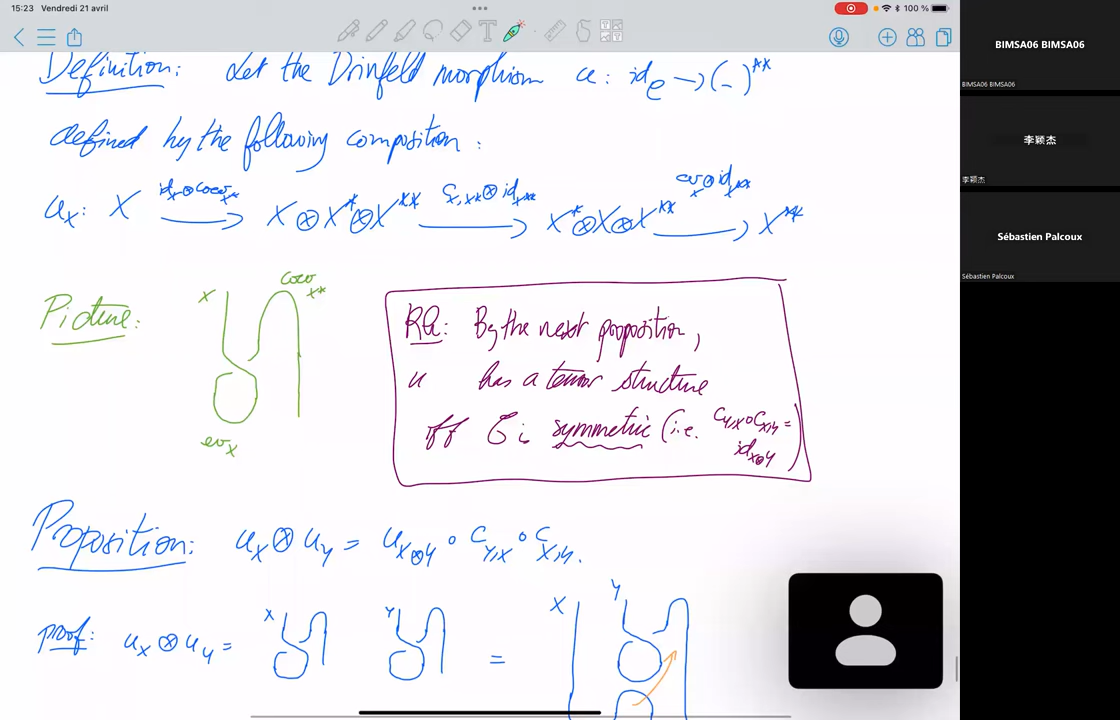 15:23 Vendredi 21 avril
100 %
Definition: Let the Drinfeld morphism u : id_C → (-)**
defined by the following composition :
id_X⊗coev_X* c_X,X*⊗id_X** ev_X⊗id_X**
u_X : X → X⊗X*⊗X** → X*⊗X⊗X** → X**
Picture:
X
coev_X*
ev_X
RQ: By the next proposition,
u has a tensor structure
iff C is symmetric (i.e. c_Y,X ∘ c_X,Y =
id_X⊗Y)
Proposition: u_X ⊗ u_Y = u_X⊗Y ∘ c_Y,X ∘ c_X,Y.
proof: u_X ⊗ u_Y = X Y = X Y
BIMSA06 BIMSA06
BIMSA06 BIMSA06
李颖杰
李颖杰
Sébastien Palcoux
Sébastien Palcoux